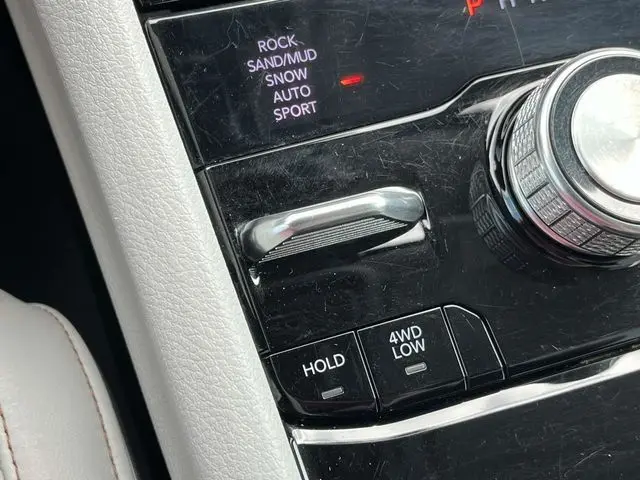 P
ROCK
SAND/MUD
SNOW
AUTO
SPORT
HOLD
4WD
LOW